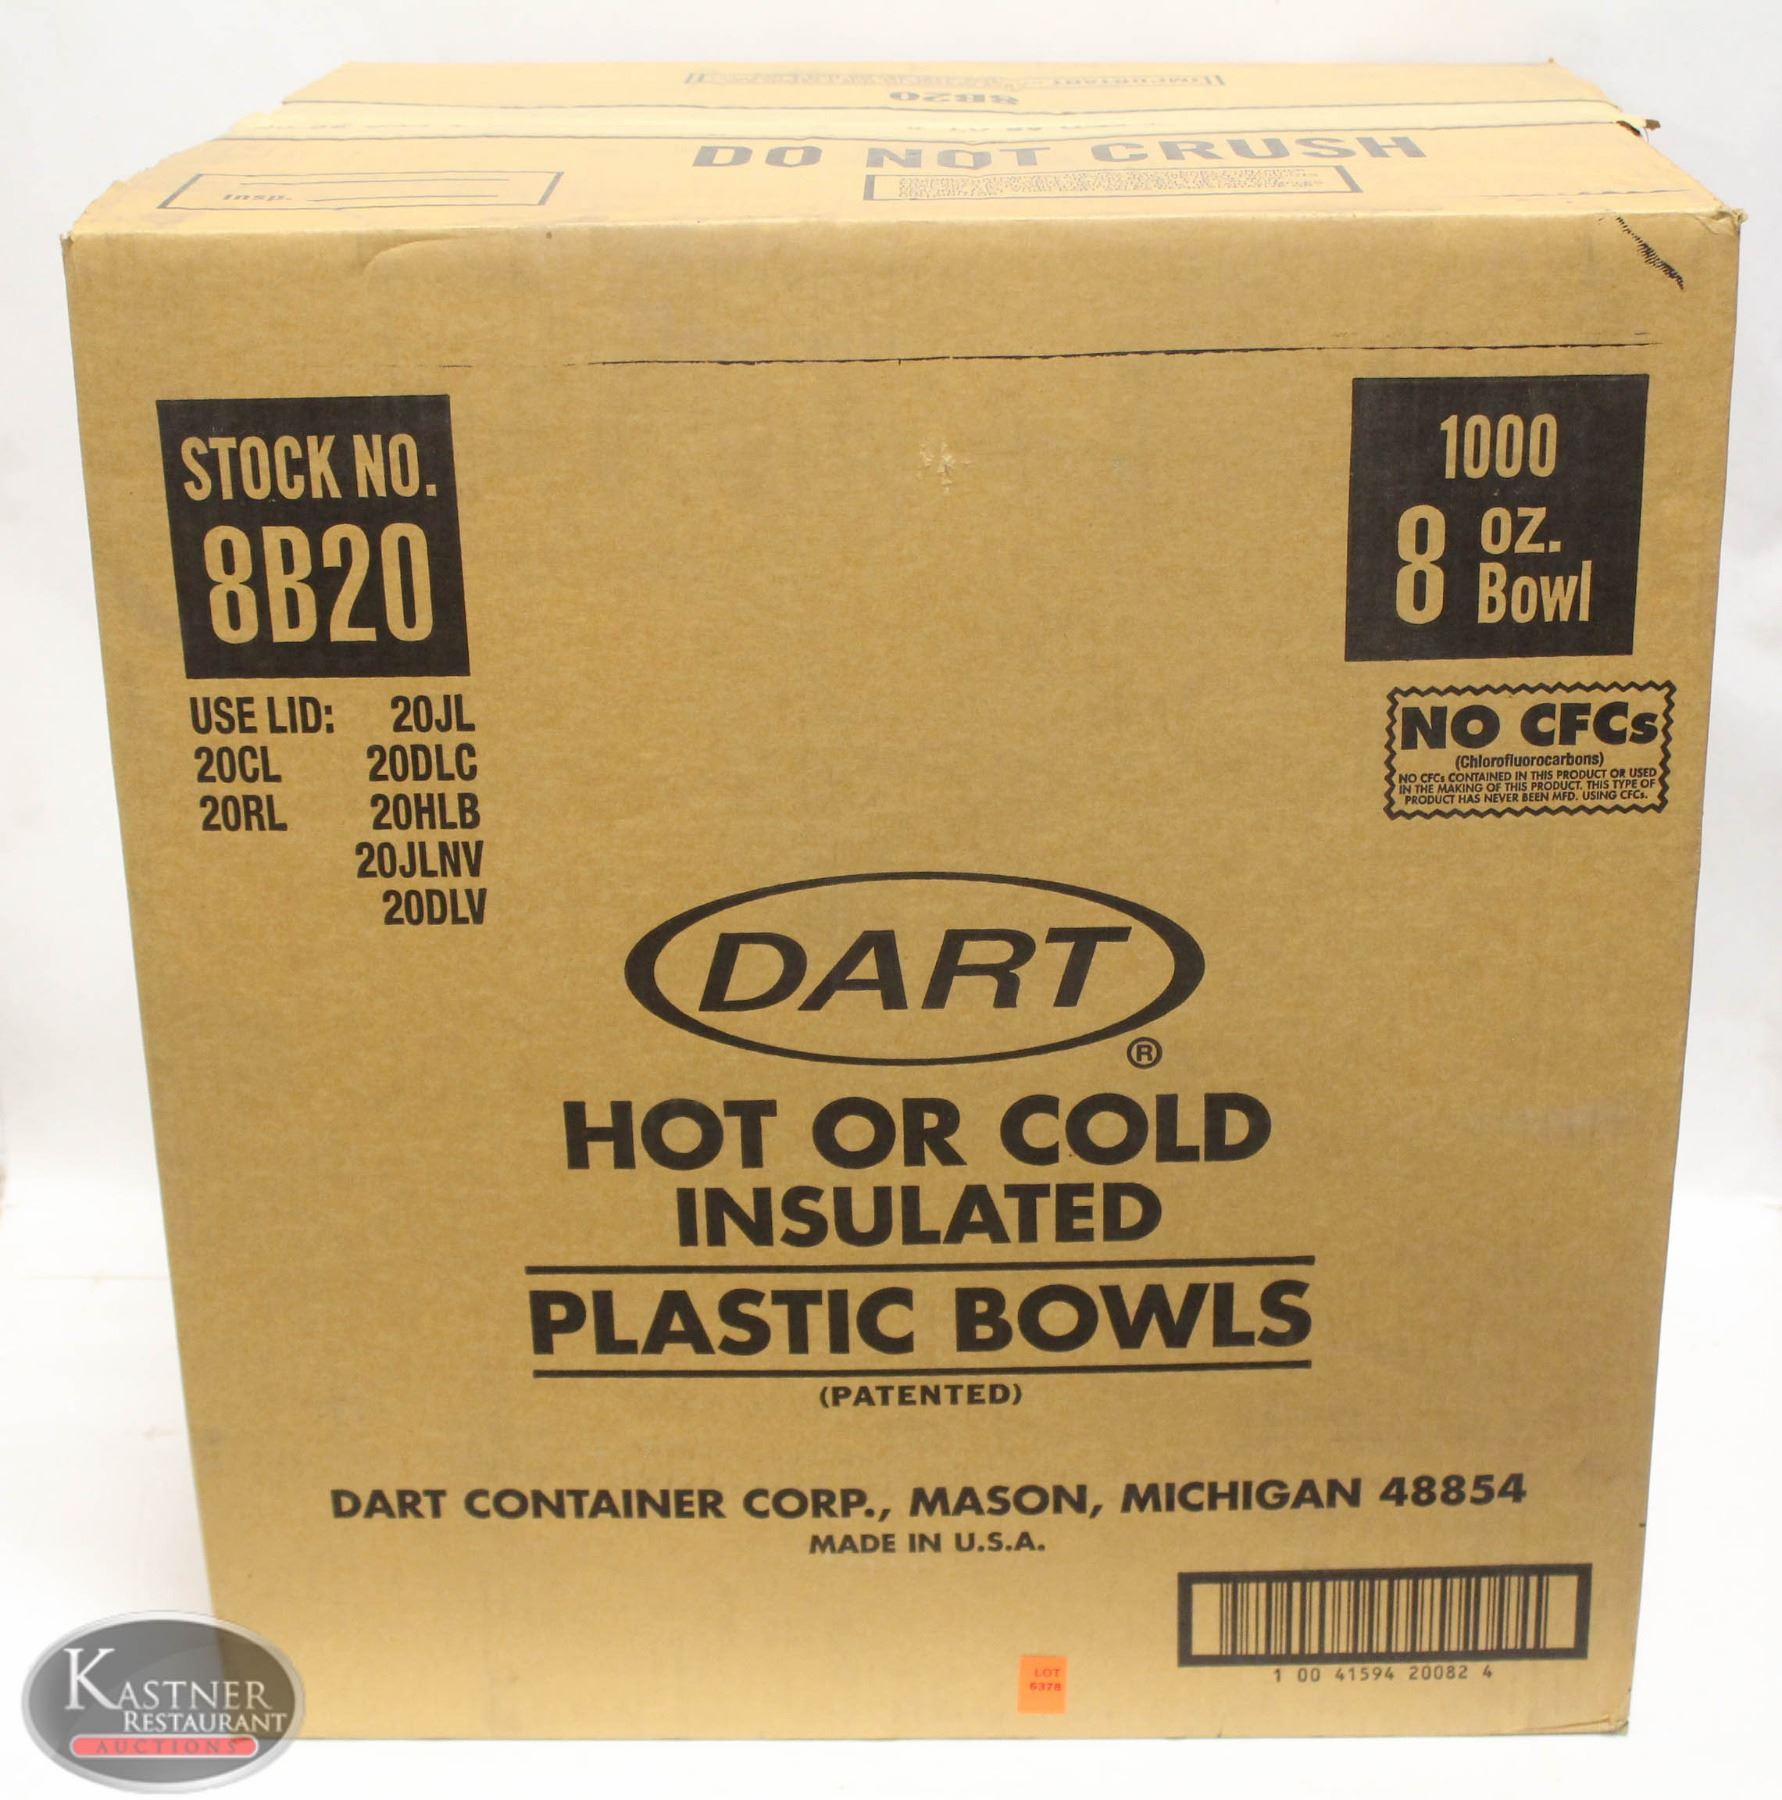 8B20
DO NOT CRUSH
Insp.
STOCK NO.
8B20
USE LID: 20JL
20CL 20DLC
20RL 20HLB
20JLNV
20DLV
1000
8 OZ.
Bowl
NO CFCs
(Chlorofluorocarbons)
NO CFCs CONTAINED IN THIS PRODUCT OR USED
IN THE MAKING OF THIS PRODUCT. THIS TYPE OF
PRODUCT HAS NEVER BEEN MFD. USING CFCs.
DART
®
HOT OR COLD
INSULATED
PLASTIC BOWLS
(PATENTED)
DART CONTAINER CORP., MASON, MICHIGAN 48854
MADE IN U.S.A.
1 00 41594 20082 4
LOT
6378
KASTNER
RESTAURANT
AUCTIONS